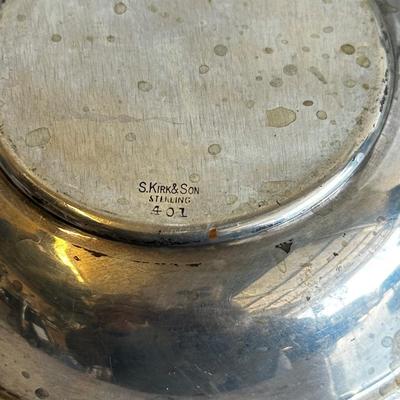 S. KIRK & SON
STERLING
401